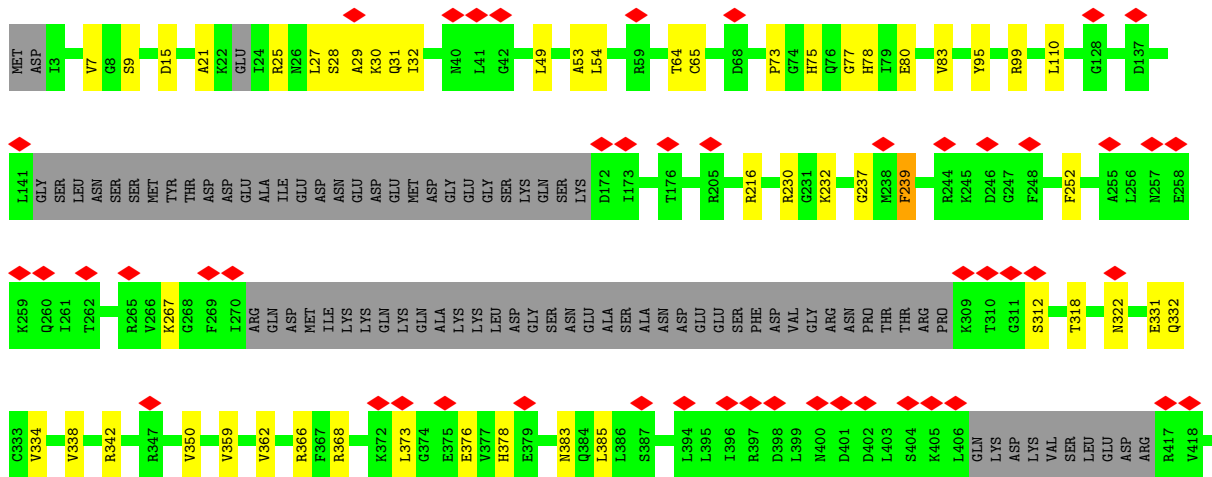 MET ASP I3 V7 G8 S9 D15 A21 K22 GLU I24 R25 N26 L27 S28 A29 K30 Q31 I32 N40 L41 G42 L49 A53 L54 R59 T64 C65 D68 P73 G74 H75 Q76 G77 H78 I79 E80 V83 Y95 R99 L110 G128 D137
L141 GLY SER LEU ASN SER SER MET TYR THR ASP ASP GLU ALA ILE GLU ASP ASN GLU ASP GLU MET ASP GLY GLU GLY SER LYS GLN SER LYS D172 I173 T176 R205 R216 R230 G231 K232 G237 M238 F239 R244 K245 D246 G247 F248 F252 A255 L256 N257 E258
K259 Q260 I261 T262 R265 V266 K267 G268 F269 I270 ARG GLN ASP MET ILE LYS LYS GLN LYS GLN ALA LYS LYS LEU ASP GLY SER ASN GLU ALA SER ALA ASN ASP GLU GLU SER PHE ASP VAL GLY ARG ASN PRO THR THR ARG PRO K309 T310 G311 S312 T318 N322 E331 Q332
C333 V334 V338 R342 R347 V350 V359 V362 R366 F367 R368 K372 L373 G374 E375 E376 V377 H378 E379 N383 Q384 L385 L386 S387 L394 L395 I396 R397 D398 L399 N400 D401 D402 L403 S404 K405 L406 GLN LYS ASP LYS VAL SER LEU GLU ASP ARG R417 V418